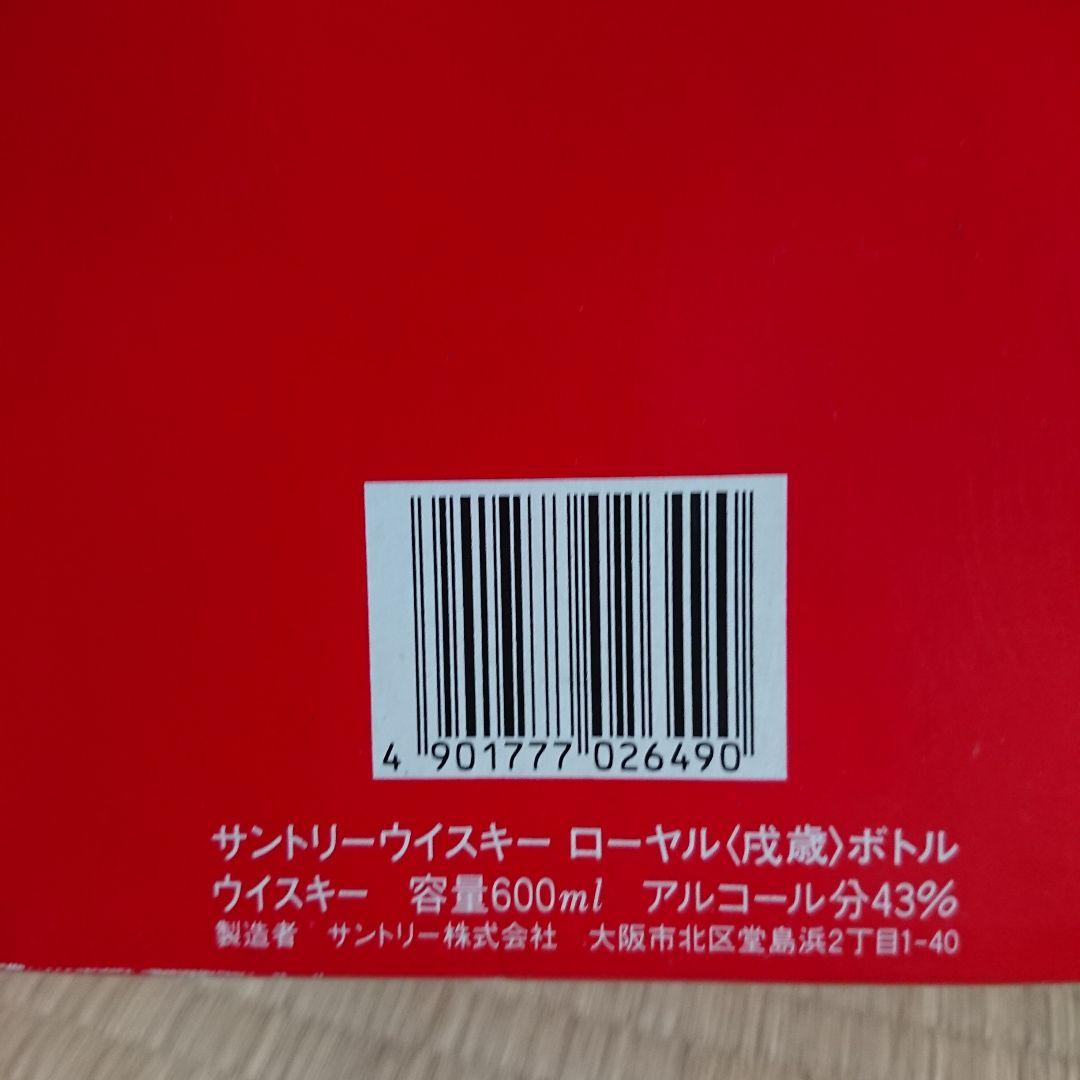 4 901777 026490
サントリーウイスキー ローヤル〈戌歳〉ボトル
ウイスキー 容量600ml アルコール分43%
製造者 サントリー株式会社 大阪市北区堂島浜2丁目1-40